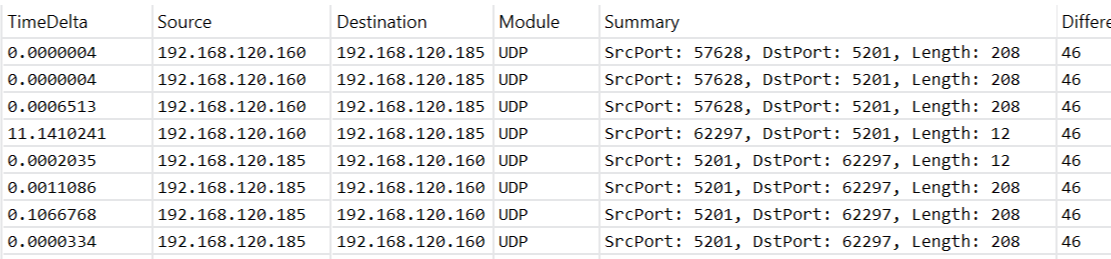 TimeDelta Source Destination Module Summary Differe
0.0000004 192.168.120.160 192.168.120.185 UDP SrcPort: 57628, DstPort: 5201, Length: 208 46
0.0000004 192.168.120.160 192.168.120.185 UDP SrcPort: 57628, DstPort: 5201, Length: 208 46
0.0006513 192.168.120.160 192.168.120.185 UDP SrcPort: 57628, DstPort: 5201, Length: 208 46
11.1410241 192.168.120.160 192.168.120.185 UDP SrcPort: 62297, DstPort: 5201, Length: 12 46
0.0002035 192.168.120.185 192.168.120.160 UDP SrcPort: 5201, DstPort: 62297, Length: 12 46
0.0011086 192.168.120.185 192.168.120.160 UDP SrcPort: 5201, DstPort: 62297, Length: 208 46
0.1066768 192.168.120.185 192.168.120.160 UDP SrcPort: 5201, DstPort: 62297, Length: 208 46
0.0000334 192.168.120.185 192.168.120.160 UDP SrcPort: 5201, DstPort: 62297, Length: 208 46